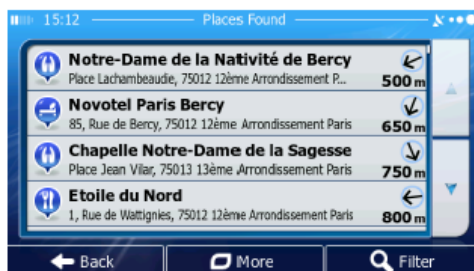 15:12 Places Found
Notre-Dame de la Nativité de Bercy
Place Lachambeaudie, 75012 12ème Arrondissement P... 500 m
Novotel Paris Bercy
85, Rue de Bercy, 75012 12ème Arrondissement Paris 650 m
Chapelle Notre-Dame de la Sagesse
Place Jean Vilar, 75013 13ème Arrondissement Paris 750 m
Etoile du Nord
1, Rue de Wattignies, 75012 12ème Arrondissement Paris 800 m
Back More Filter